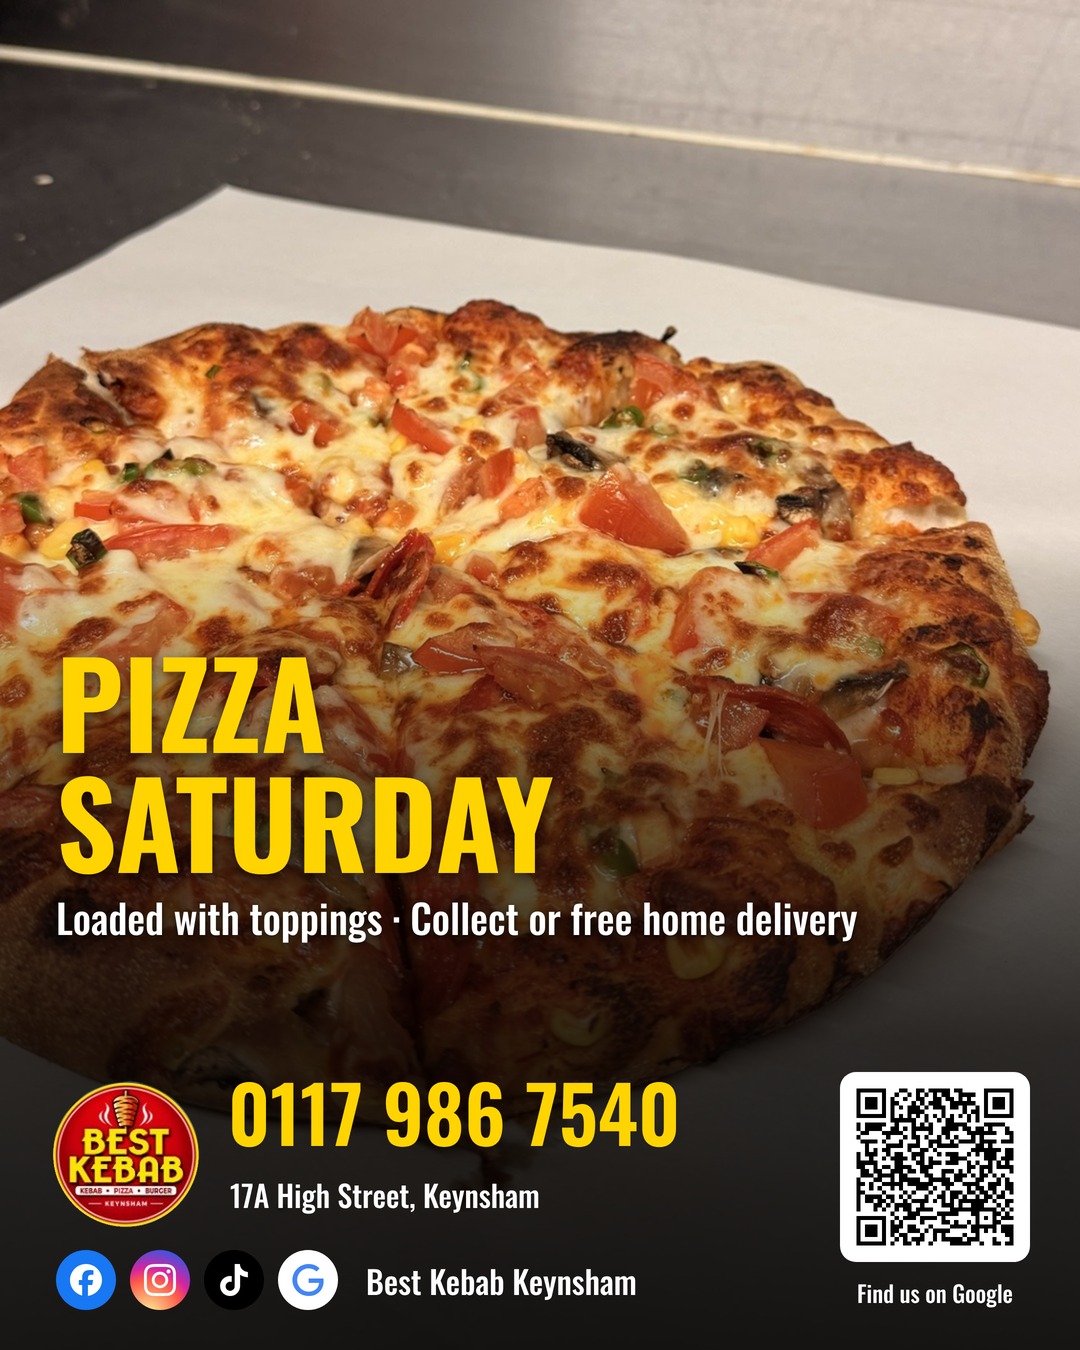 PIZZA
SATURDAY
Loaded with toppings · Collect or free home delivery
0117 986 7540
BEST
KEBAB
KEBAB • PIZZA • BURGER
KEYNSHAM
17A High Street, Keynsham
Best Kebab Keynsham
Find us on Google